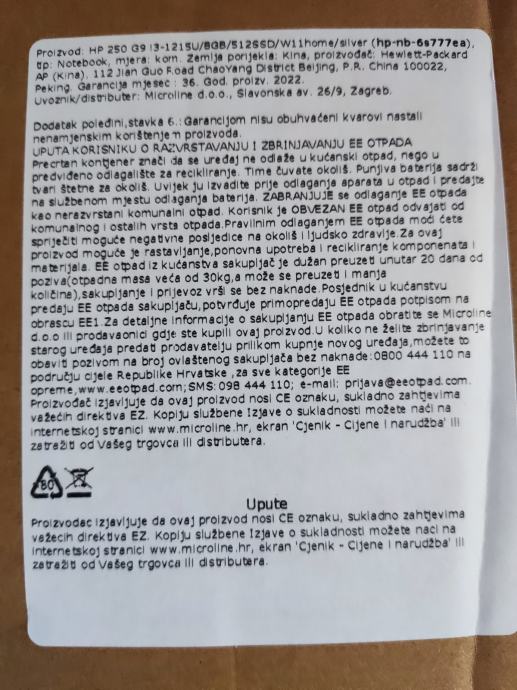 Proizvod: HP 250 G9 i3-1215U/8GB/512SSD/W11home/silver (hp-nb-6s777ea),
tip: Notebook, mjera: kom. Zemlja porijekla: Kina, proizvođač: Hewlett-Packard
AP (Kina), 112 Jian Guo Road ChaoYang District Beijing, P.R. China 100022,
Peking. Garancija mjeseci : 36. God. proizv. 2022.
Uvoznik/distributer: Microline d.o.o., Slavonska av. 26/9, Zagreb.
Dodatak poleđini,stavka 6.: Garancijom nisu obuhvaćeni kvarovi nastali
nenamjenskim korištenjem proizvoda.
UPUTA KORISNIKU O RAZVRSTAVANJU I ZBRINJAVANJU EE OTPADA
Precrtan kontjener znači da se uređaj ne odlaže u kućanski otpad, nego u
predviđeno odlagalište za recikliranje. Time čuvate okoliš. Punjiva baterija sadrži
tvari štetne za okoliš. Uvijek ju izvadite prije odlaganja aparata u otpad i predajte
na službenom mjestu odlaganja baterija. ZABRANJUJE se odlaganje EE otpada
kao nerazvrstani komunalni otpad. Korisnik je OBVEZAN EE otpad odvajati od
komunalnog i ostalih vrsta otpada.Pravilnim odlaganjem EE otpada moći ćete
spriječiti moguće negativne posljedice na okoliš i ljudsko zdravlje.Za ovaj
proizvod moguće je rastavljanje,ponovna upotreba i recikliranje komponenata i
materijala. EE otpad iz kućanstva sakupljač je dužan preuzeti unutar 20 dana od
poziva(otpadna masa veća od 30kg,a može se preuzeti i manja
količina),sakupljanje i prijevoz vrši se bez naknade.Posjednik u kućanstvu
predaju EE otpada sakupljaču,potvrđuje primopredaju EE otpada potpisom na
obrascu EE1.Za detaljne informacije o sakupljanju EE otpada obratite se Microline
d.o.o ili prodavaonici gdje ste kupili ovaj proizvod.U koliko ne želite zbrinjavanje
starog uređaja predati prodavatelju prilikom kupnje novog uređaja,možete to
obaviti pozivom na broj ovlaštenog sakupljača bez naknade:0800 444 110 na
području cijele Republike Hrvatske ,za sve kategorije EE
opreme,www.eeotpad.com;SMS:098 444 110; e-mail: prijava@eeotpad.com.
Proizvođač izjavljuje da ovaj proizvod nosi CE oznaku, sukladno zahtjevima
važećih direktiva EZ. Kopiju službene Izjave o sukladnosti možete naći na
internetskoj stranici www.microline.hr, ekran 'Cjenik - Cijene i narudžba' ili
zatražiti od Vašeg trgovca ili distributera.
80
Upute
Proizvođač izjavljuje da ovaj proizvod nosi CE oznaku, sukladno zahtjevima
važećih direktiva EZ. Kopiju službene Izjave o sukladnosti možete naći na
internetskoj stranici www.microline.hr, ekran 'Cjenik - Cijene i narudžba' ili
zatražiti od Vašeg trgovca ili distributera.